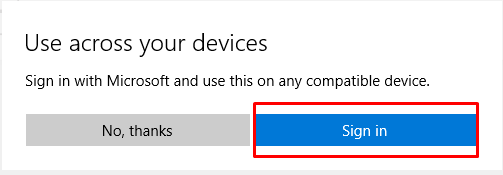 Use across your devices
Sign in with Microsoft and use this on any compatible device.
No, thanks
Sign in